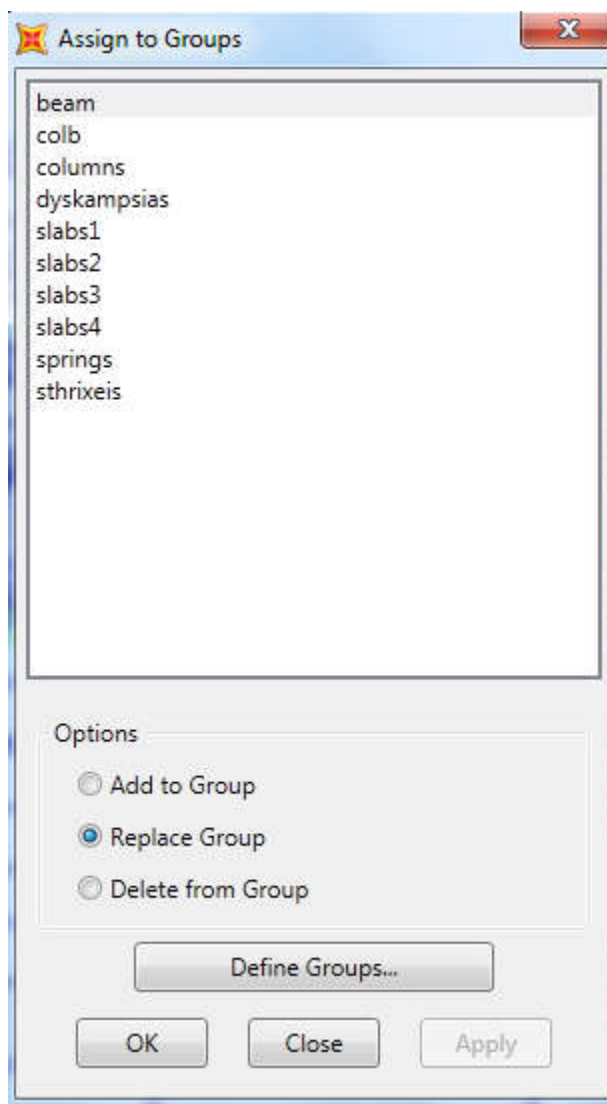 Assign to Groups
beam
colb
columns
dyskampsias
slabs1
slabs2
slabs3
slabs4
springs
sthrixeis
Options
Add to Group
Replace Group
Delete from Group
Define Groups...
OK Close Apply